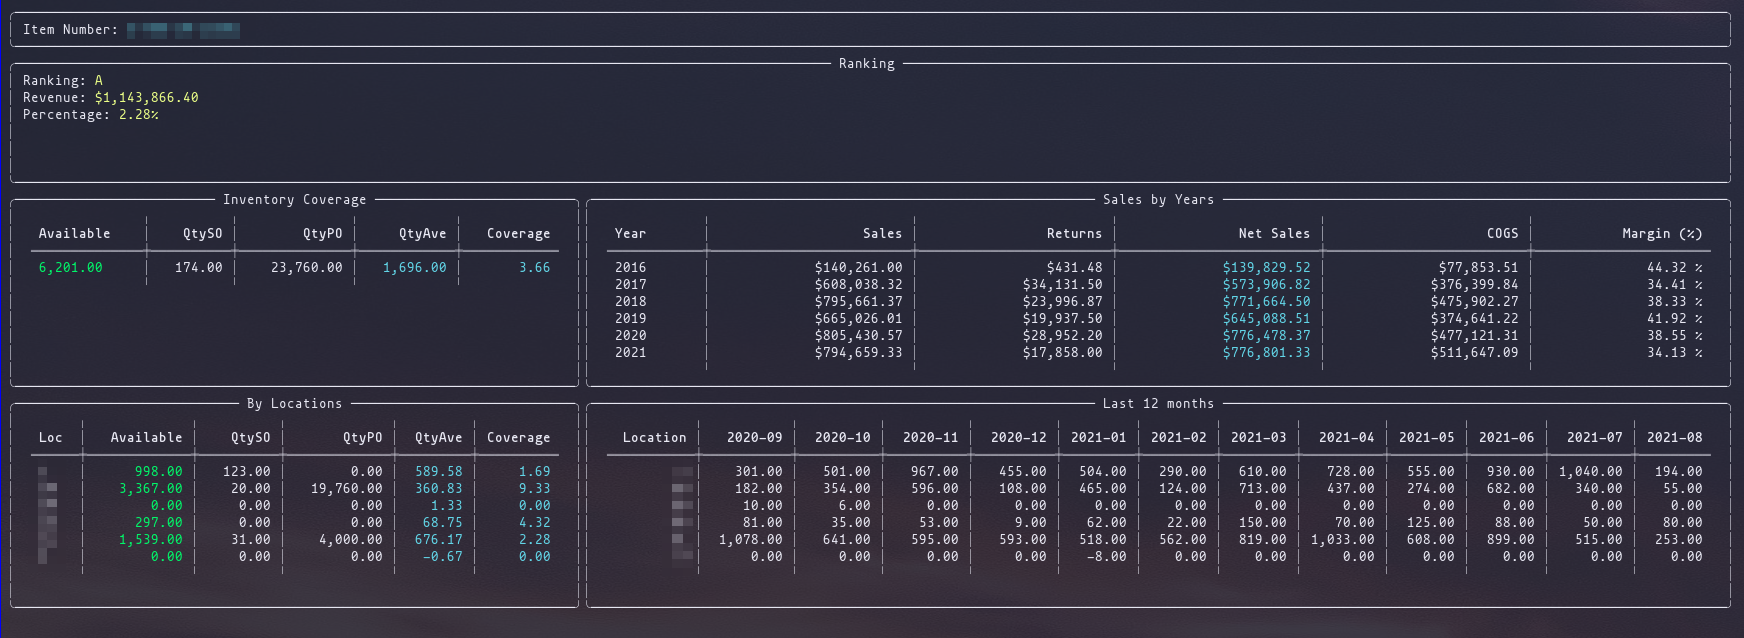 Item Number:
Ranking
Ranking: A
Revenue: $1,143,866.40
Percentage: 2.28%
Inventory Coverage
Available QtySO QtyPO QtyAve Coverage
6,201.00 174.00 23,760.00 1,696.00 3.66
Sales by Years
Year Sales Returns Net Sales COGS Margin (%)
2016 $140,261.00 $431.48 $139,829.52 $77,853.51 44.32 %
2017 $608,038.32 $34,131.50 $573,906.82 $376,399.84 34.41 %
2018 $795,661.37 $23,996.87 $771,664.50 $475,902.27 38.33 %
2019 $665,026.01 $19,937.50 $645,088.51 $374,641.22 41.92 %
2020 $805,430.57 $28,952.20 $776,478.37 $477,121.31 38.55 %
2021 $794,659.33 $17,858.00 $776,801.33 $511,647.09 34.13 %
By Locations
Loc Available QtySO QtyPO QtyAve Coverage
998.00 123.00 0.00 589.58 1.69
3,367.00 20.00 19,760.00 360.83 9.33
0.00 0.00 0.00 1.33 0.00
297.00 0.00 0.00 68.75 4.32
1,539.00 31.00 4,000.00 676.17 2.28
0.00 0.00 0.00 -0.67 0.00
Last 12 months
Location 2020-09 2020-10 2020-11 2020-12 2021-01 2021-02 2021-03 2021-04 2021-05 2021-06 2021-07 2021-08
301.00 501.00 967.00 455.00 504.00 290.00 610.00 728.00 555.00 930.00 1,040.00 194.00
182.00 354.00 596.00 108.00 465.00 124.00 713.00 437.00 274.00 682.00 340.00 55.00
10.00 6.00 0.00 0.00 0.00 0.00 0.00 0.00 0.00 0.00 0.00 0.00
81.00 35.00 53.00 9.00 62.00 22.00 150.00 70.00 125.00 88.00 50.00 80.00
1,078.00 641.00 595.00 593.00 518.00 562.00 819.00 1,033.00 608.00 899.00 515.00 253.00
0.00 0.00 0.00 0.00 -8.00 0.00 0.00 0.00 0.00 0.00 0.00 0.00